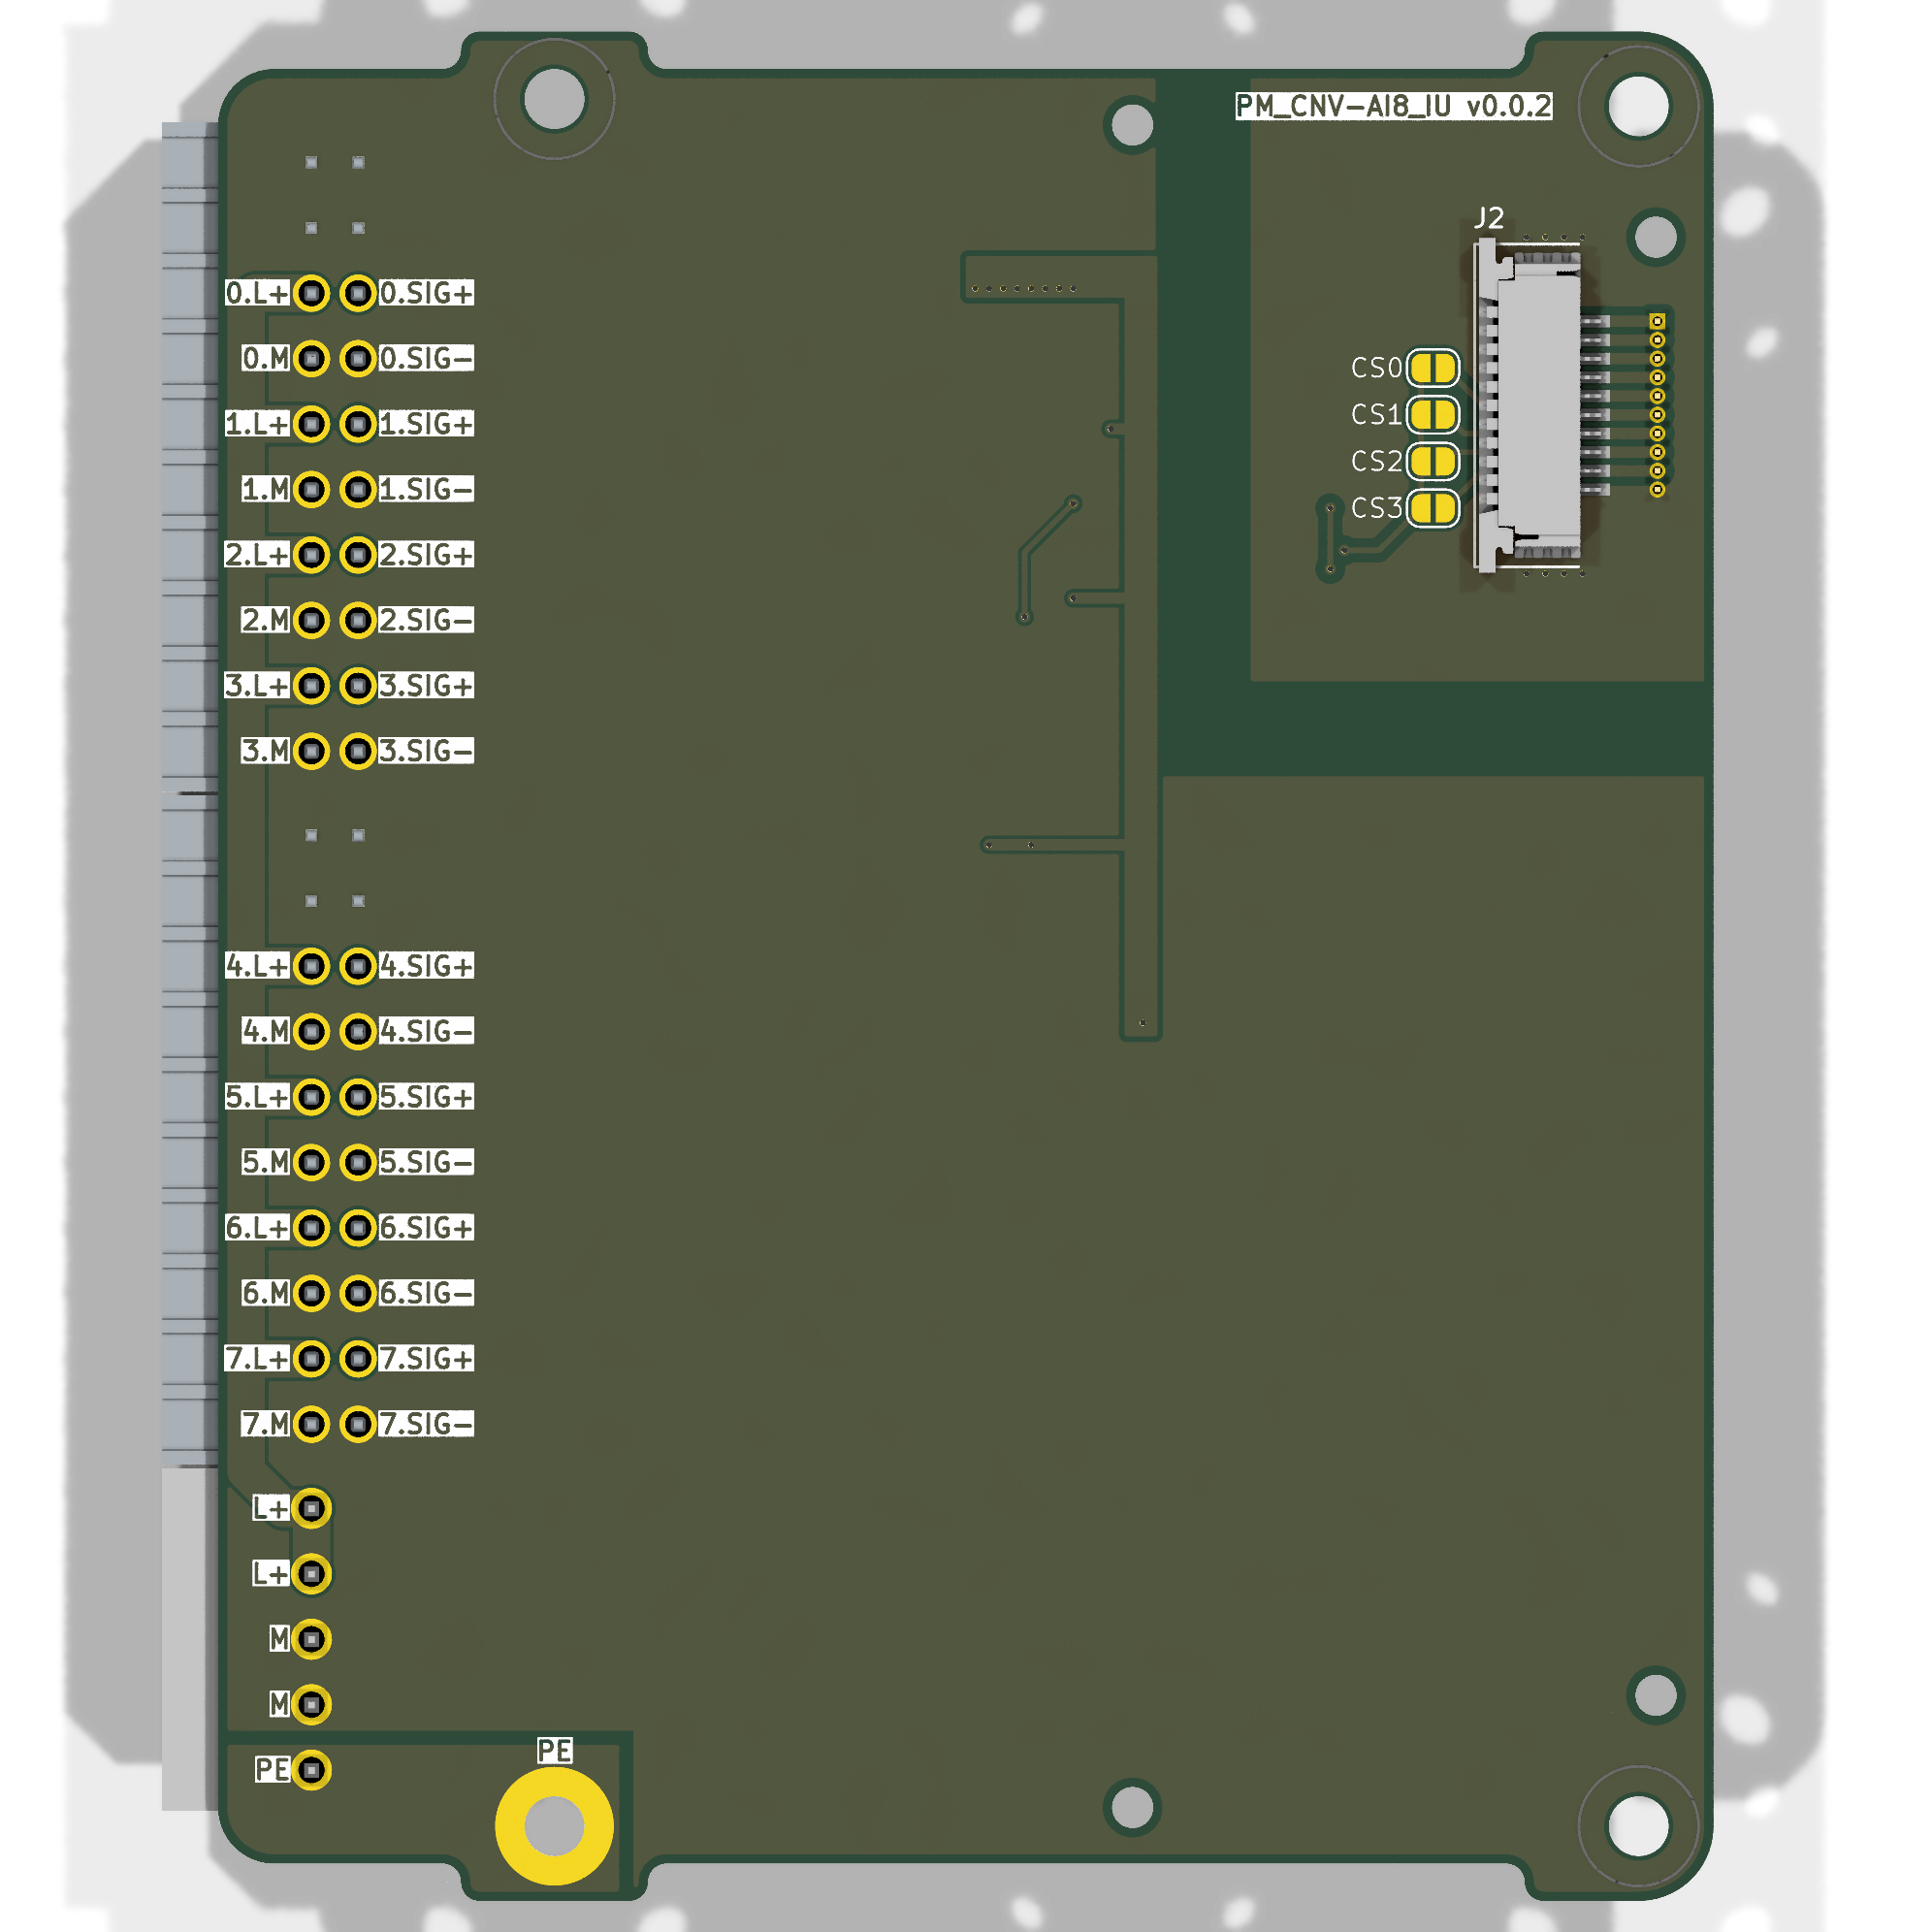 PM_CNV-AI8_IU v0.0.2
J2
0.L+ 0.SIG+
0.M 0.SIG-
CS0
CS1
1.L+ 1.SIG+
CS2
1.M 1.SIG-
CS3
2.L+ 2.SIG+
2.M 2.SIG-
3.L+ 3.SIG+
3.M 3.SIG-
4.L+ 4.SIG+
4.M 4.SIG-
5.L+ 5.SIG+
5.M 5.SIG-
6.L+ 6.SIG+
6.M 6.SIG-
7.L+ 7.SIG+
7.M 7.SIG-
L+
L+
M
M
PE
PE